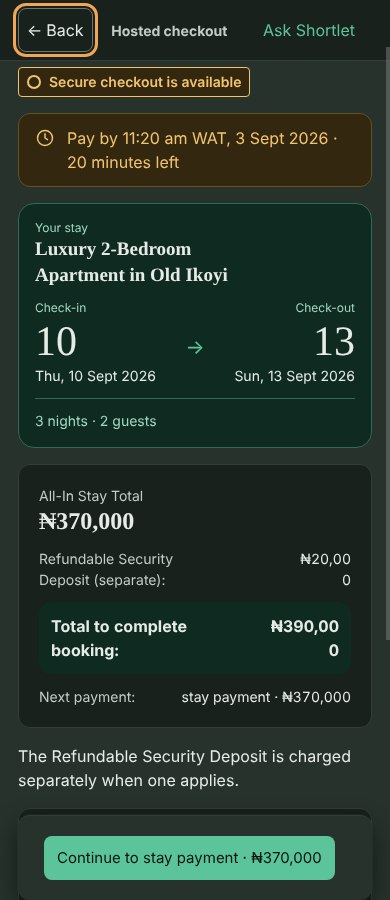 ← Back
Hosted checkout
Ask Shortlet
Secure checkout is available
Pay by 11:20 am WAT, 3 Sept 2026 ·
20 minutes left
Your stay
Luxury 2-Bedroom
Apartment in Old Ikoyi
Check-in
Check-out
10
→
13
Thu, 10 Sept 2026
Sun, 13 Sept 2026
3 nights · 2 guests
All-In Stay Total
₦370,000
Refundable Security
Deposit (separate):
₦20,00
0
Total to complete
booking:
₦390,00
0
Next payment:
stay payment · ₦370,000
The Refundable Security Deposit is charged
separately when one applies.
Continue to stay payment · ₦370,000